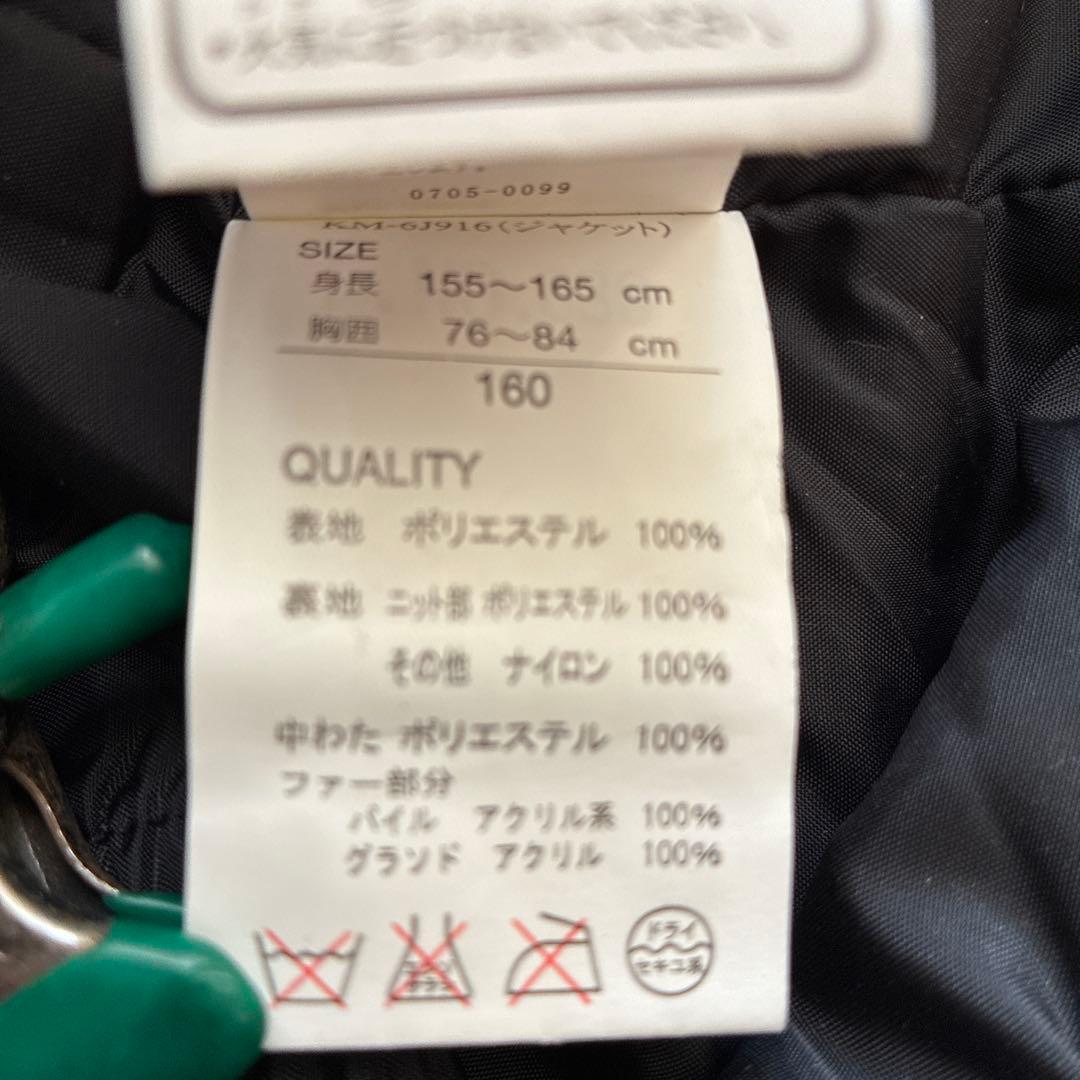 0705-0099
KM-6J916(ジャケット)
SIZE
身長 155～165 cm
胸囲 76～84 cm
160
QUALITY
表地 ポリエステル 100%
裏地 ニット部 ポリエステル 100%
その他 ナイロン 100%
中わた ポリエステル 100%
ファー部分
パイル アクリル系 100%
グランド アクリル 100%
ドライ
セキユ系